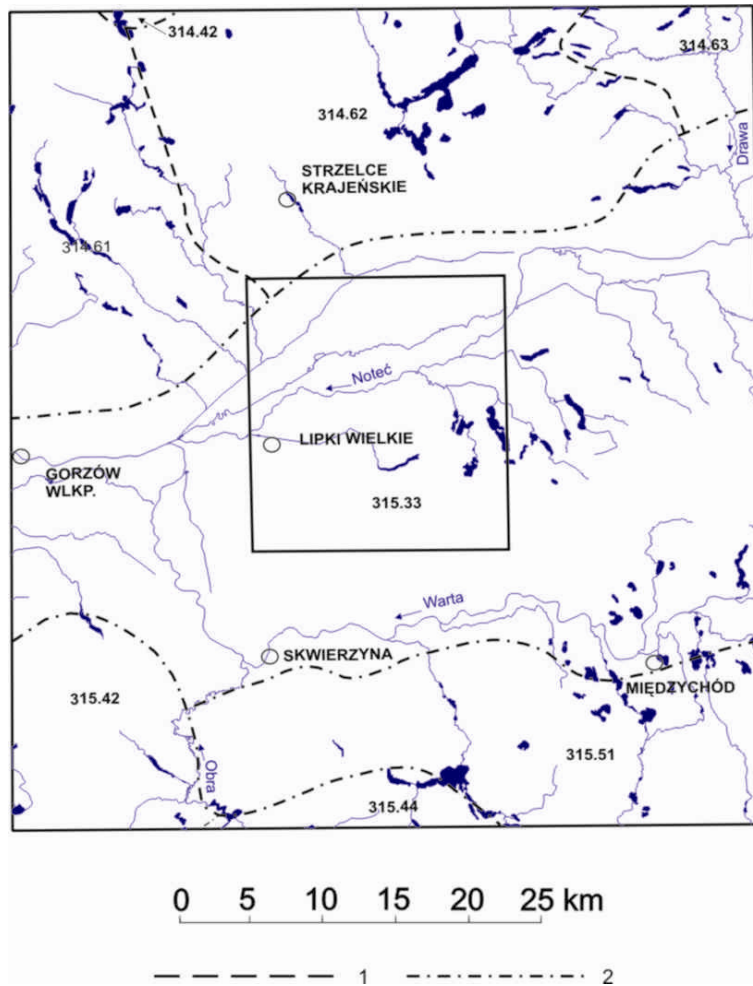 314.42
314.63
314.62
Drawa
STRZELCE
KRAJEŃSKIE
314.61
Noteć
LIPKI WIELKIE
GORZÓW
WLKP.
315.33
Warta
SKWIERZYNA
MIĘDZYCHÓD
315.42
Obra
315.51
315.44
0 5 10 15 20 25 km
1 2